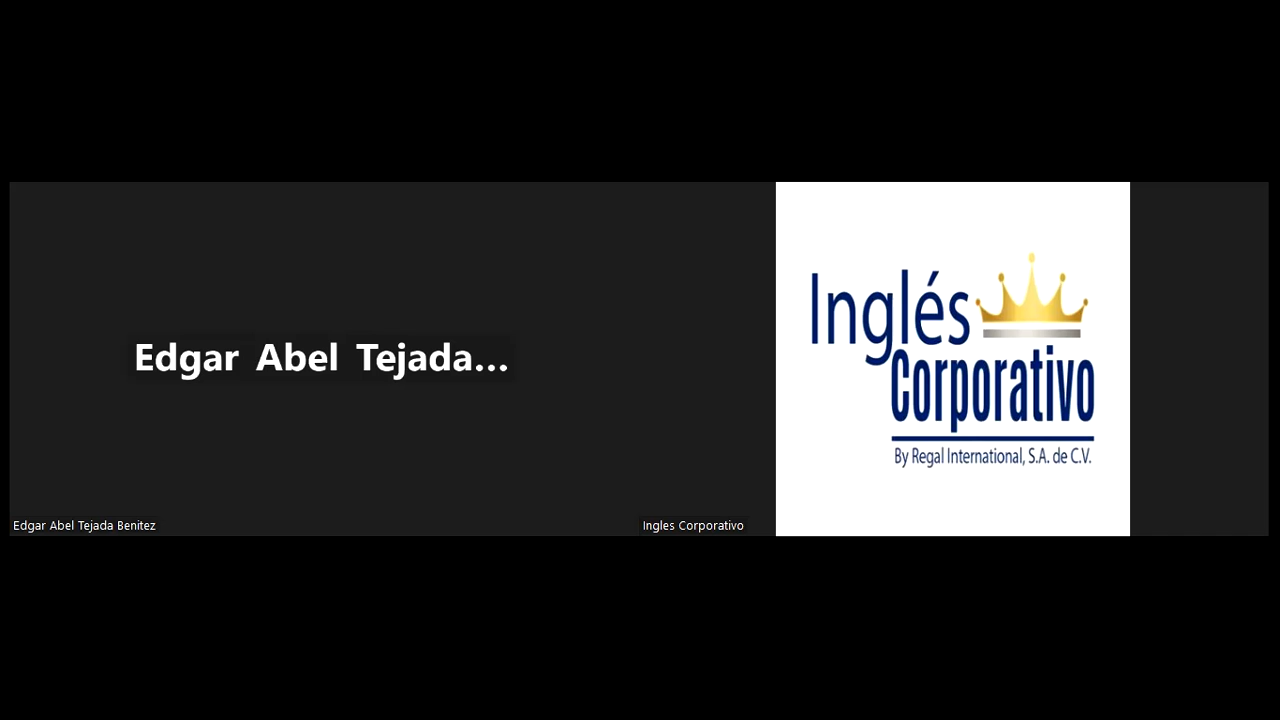 Edgar Abel Tejada...
Edgar Abel Tejada Benitez
Inglés
Corporativo
By Regal International, S.A. de C.V.
Ingles Corporativo